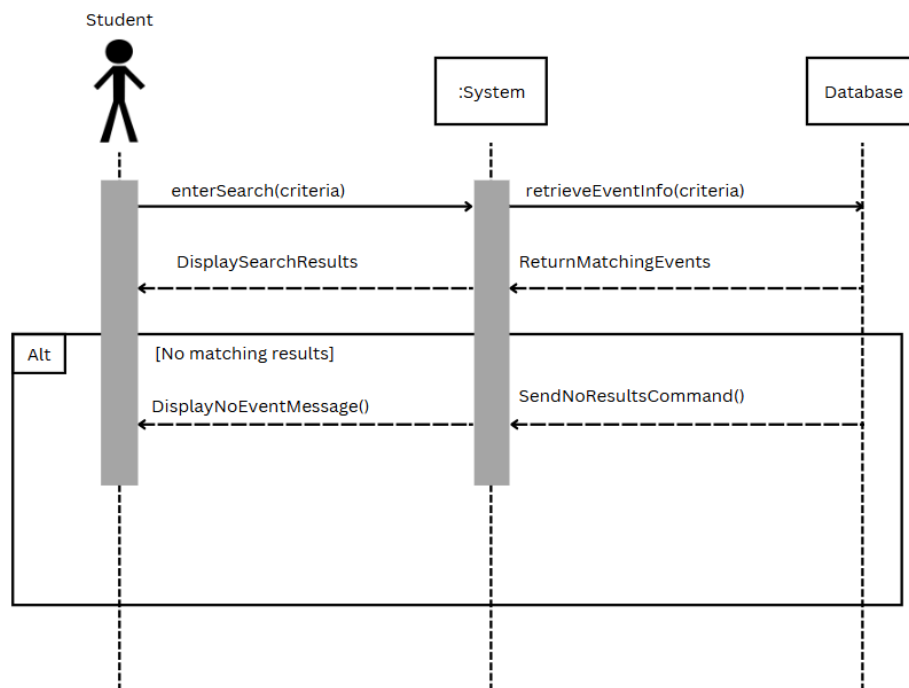 Student
:System
Database
enterSearch(criteria)
retrieveEventInfo(criteria)
DisplaySearchResults
ReturnMatchingEvents
Alt
[No matching results]
DisplayNoEventMessage()
SendNoResultsCommand()